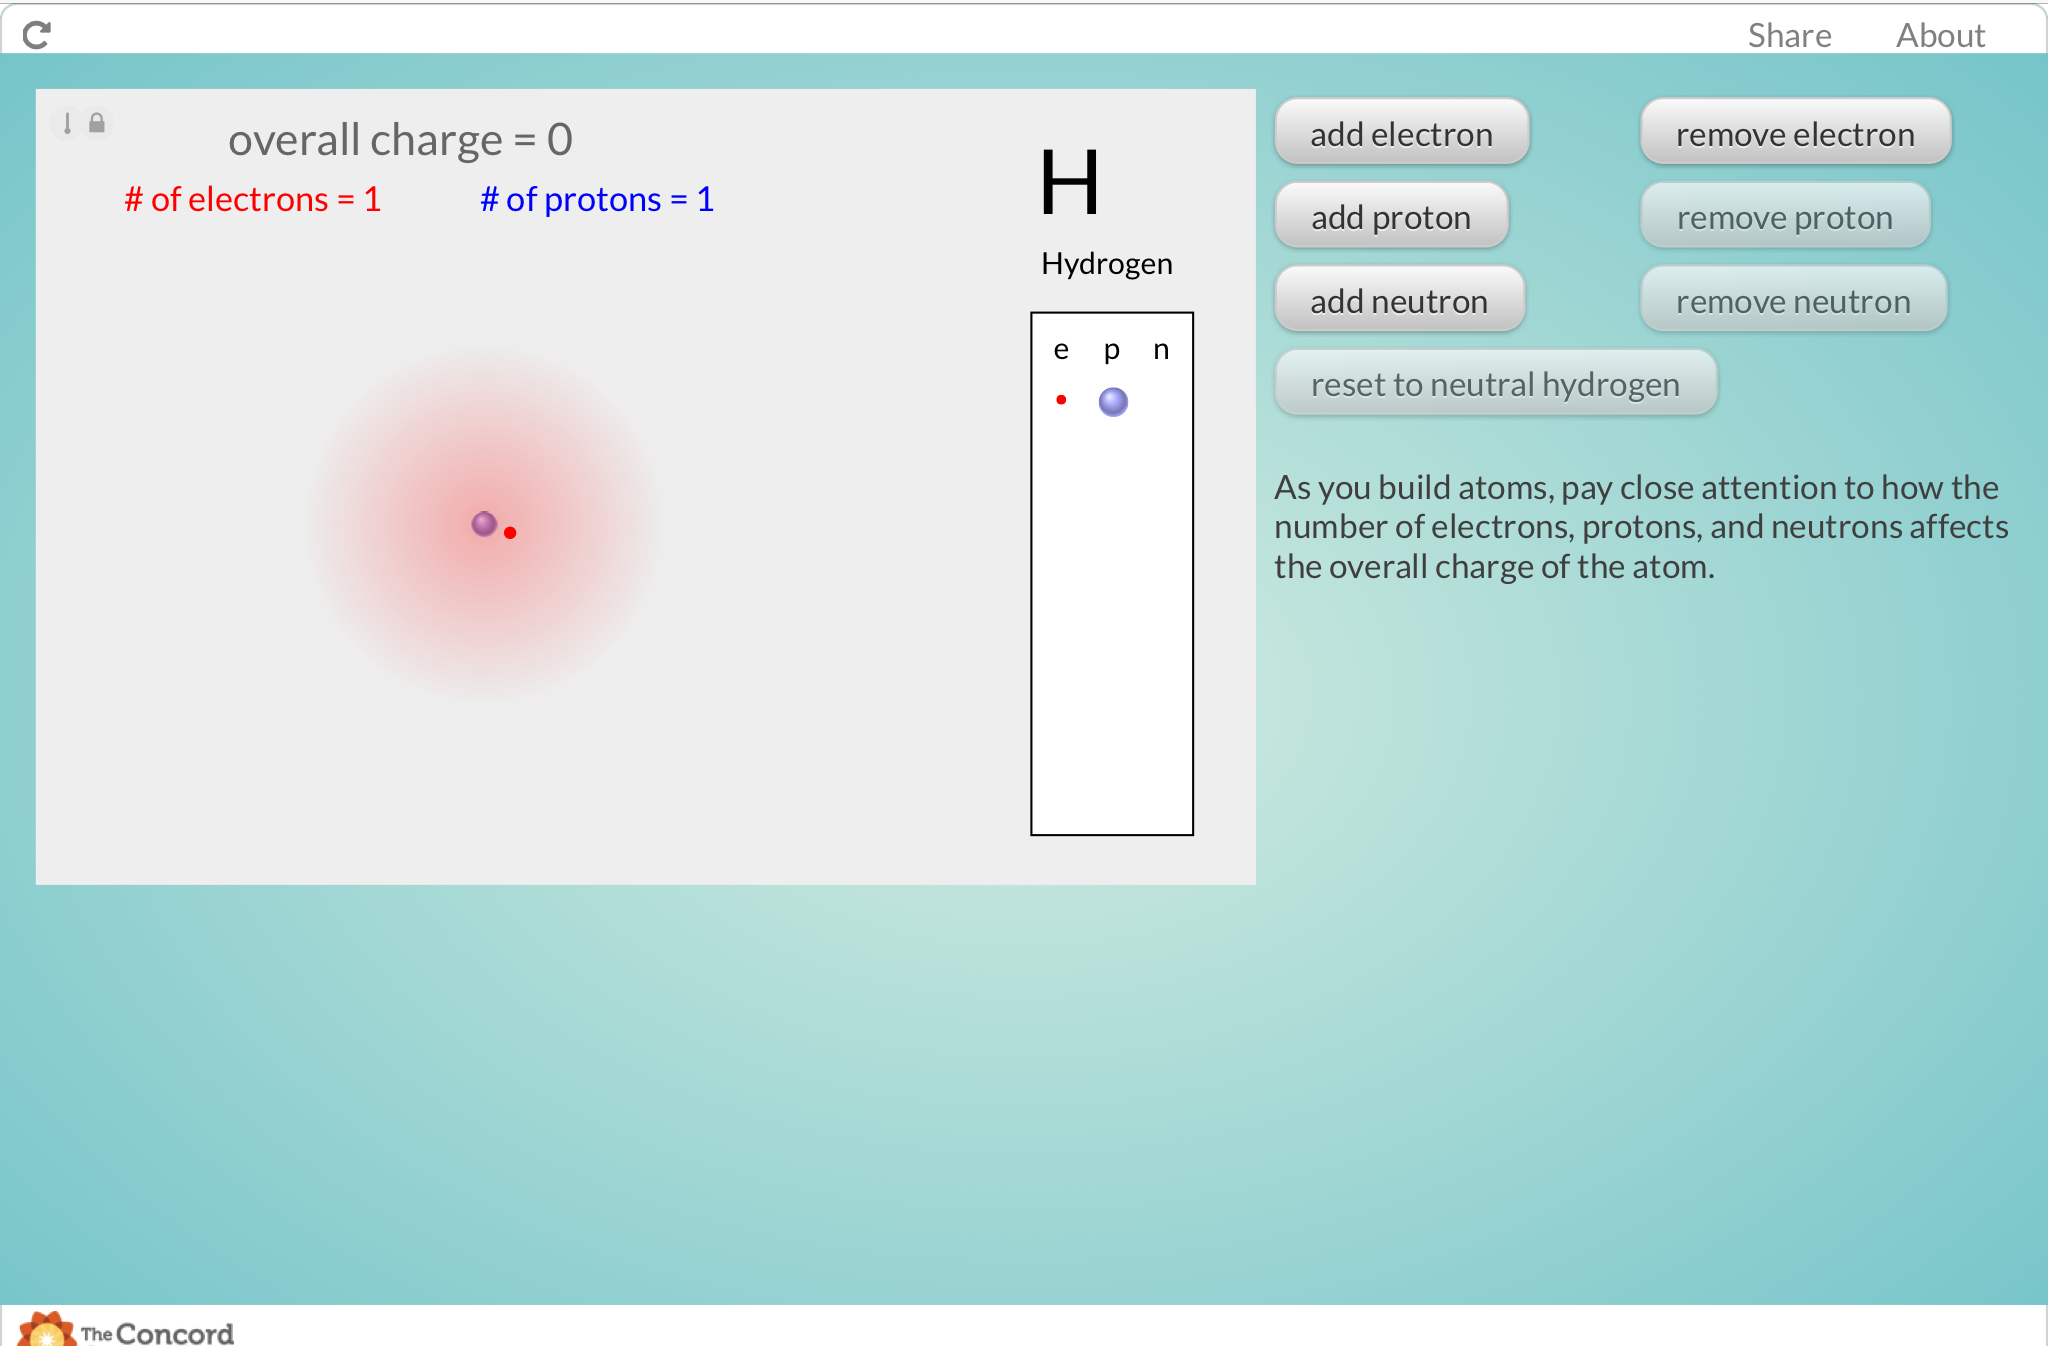 Share About
overall charge = 0
# of electrons = 1 # of protons = 1
H
Hydrogen
e p n
add electron remove electron
add proton remove proton
add neutron remove neutron
reset to neutral hydrogen
As you build atoms, pay close attention to how the
number of electrons, protons, and neutrons affects
the overall charge of the atom.
The Concord